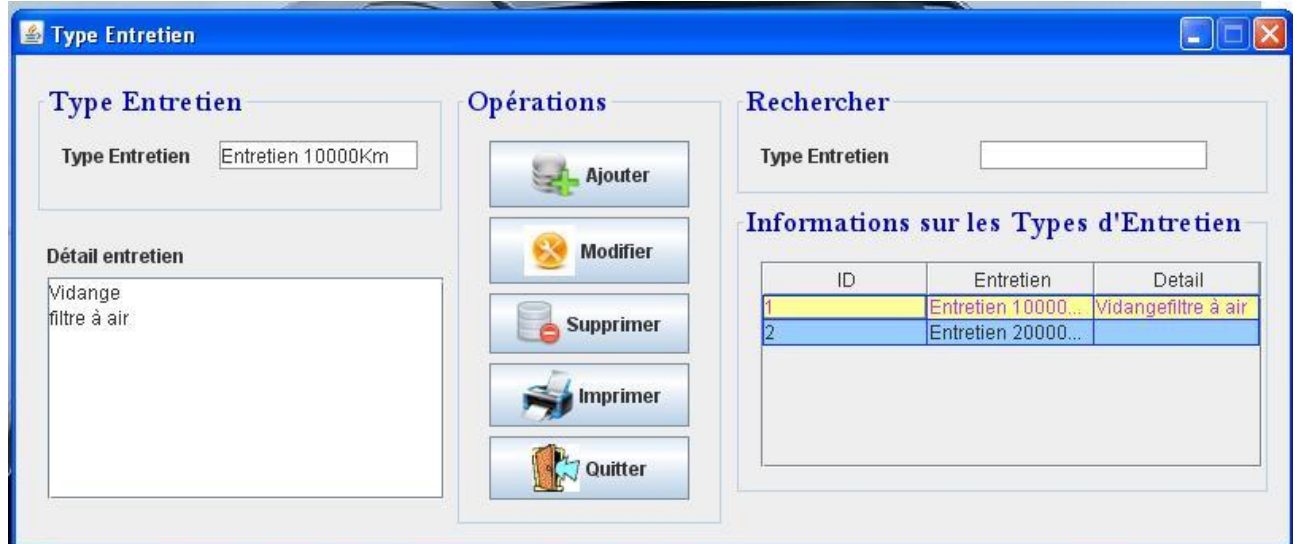 Type Entretien
Type Entretien
Type Entretien Entretien 10000Km
Détail entretien
Vidange
filtre à air
Opérations
Ajouter
Modifier
Supprimer
Imprimer
Quitter
Rechercher
Type Entretien
Informations sur les Types d'Entretien
ID Entretien Detail
1 Entretien 10000... Vidangefiltre à air
2 Entretien 20000...